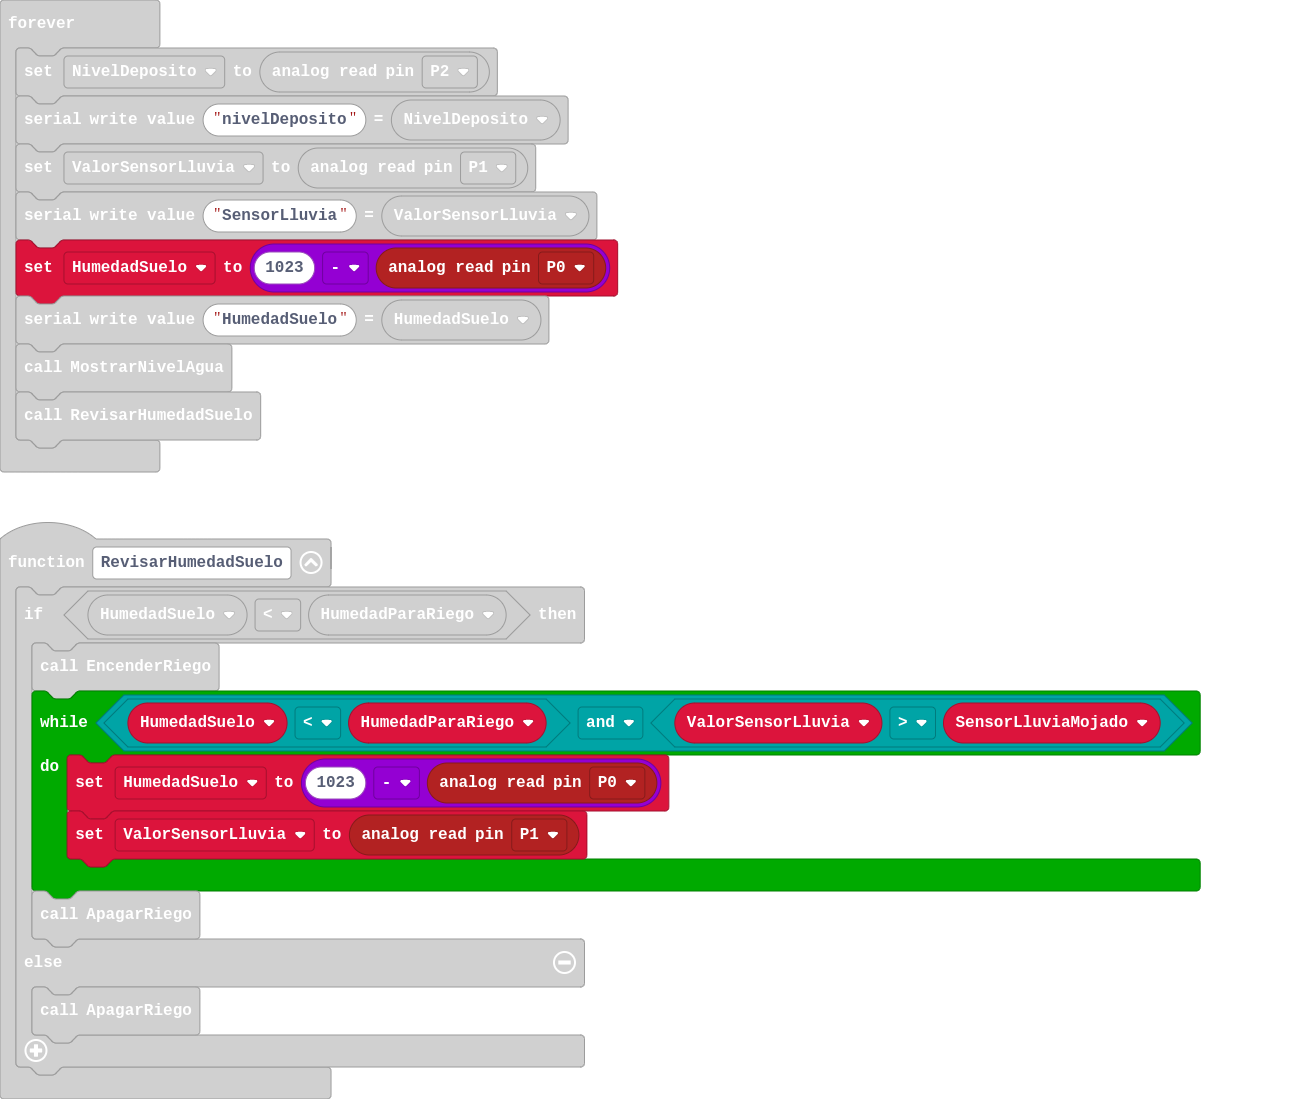 forever
set NivelDeposito to analog read pin P2
serial write value "nivelDeposito" = NivelDeposito
set ValorSensorLluvia to analog read pin P1
serial write value "SensorLluvia" = ValorSensorLluvia
set HumedadSuelo to 1023 - analog read pin P0
serial write value "HumedadSuelo" = HumedadSuelo
call MostrarNivelAgua
call RevisarHumedadSuelo
function RevisarHumedadSuelo
if HumedadSuelo < HumedadParaRiego then
call EncenderRiego
while HumedadSuelo < HumedadParaRiego and ValorSensorLluvia > SensorLluviaMojado
do
set HumedadSuelo to 1023 - analog read pin P0
set ValorSensorLluvia to analog read pin P1
call ApagarRiego
else
call ApagarRiego